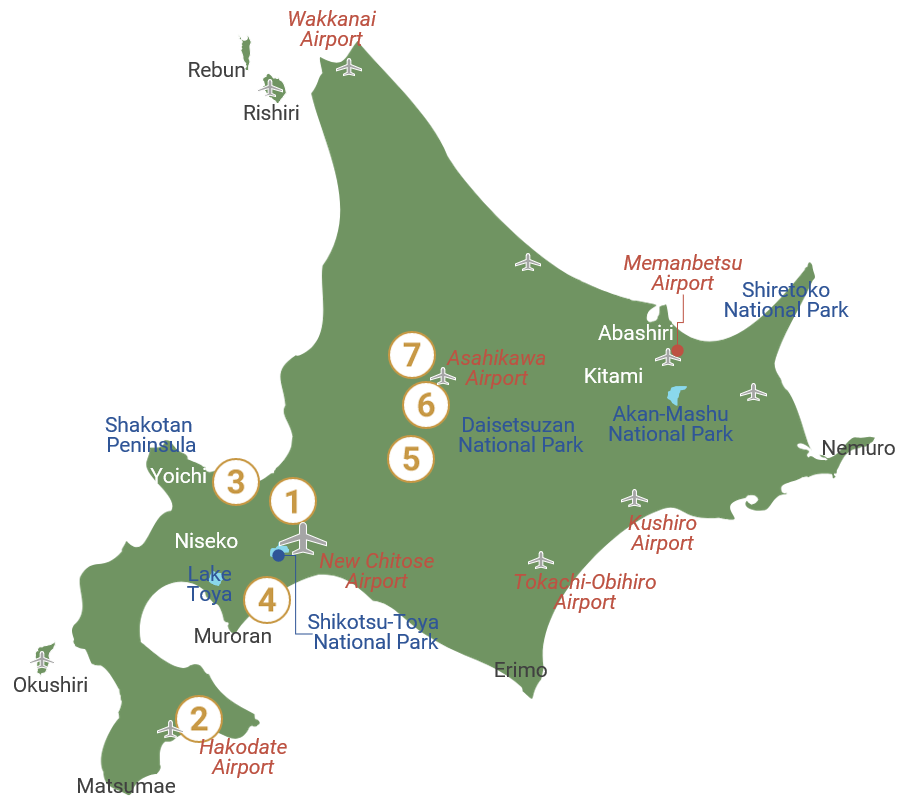 Wakkanai
Airport
Rebun
Rishiri
Memanbetsu
Airport
Shiretoko
National Park
Abashiri
7
Asahikawa
Airport
Kitami
6
Akan-Mashu
National Park
Shakotan
Peninsula
Daisetsuzan
National Park
Nemuro
5
Yoichi
3
1
Kushiro
Airport
Niseko
New Chitose
Airport
Lake
Toya
Tokachi-Obihiro
Airport
4
Shikotsu-Toya
National Park
Muroran
Erimo
Okushiri
2
Hakodate
Airport
Matsumae